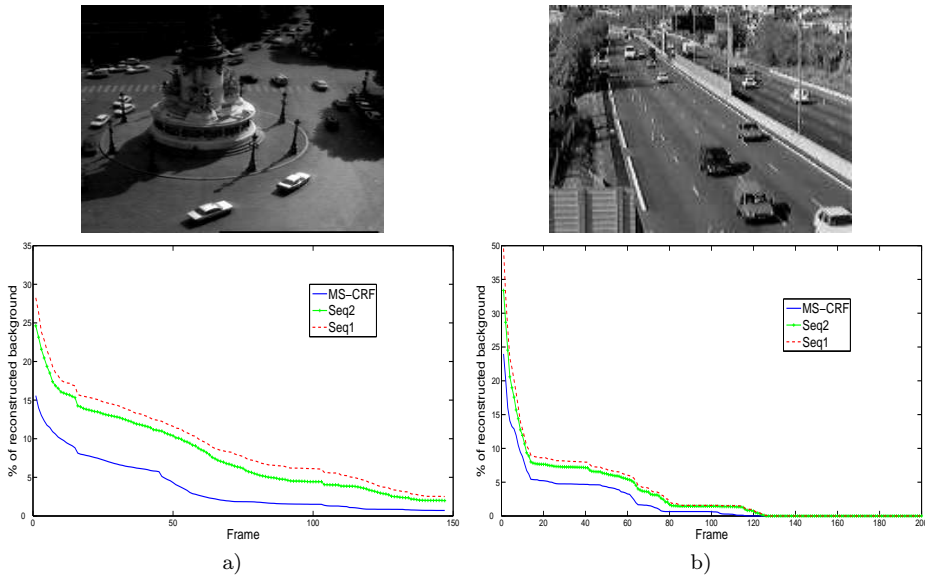 35
30
25
20
15
10
5
0
% of reconstructed background
MS-CRF
Seq2
Seq1
0 50 100 150
Frame
a)
50
45
40
35
30
25
20
15
10
5
0
% of reconstructed background
MS-CRF
Seq2
Seq1
0 20 40 60 80 100 120 140 160 180 200
Frame
b)